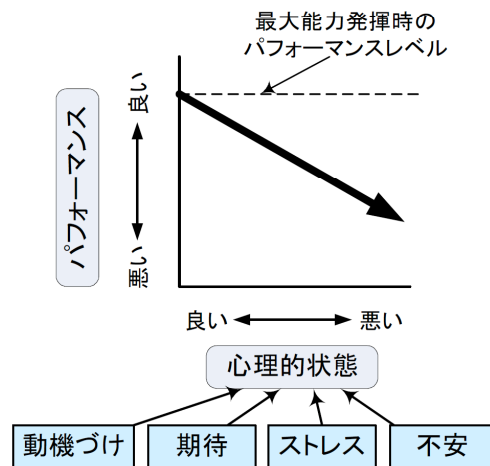 最大能力発揮時の
パフォーマンスレベル
パフォーマンス
良い
悪い
良い
悪い
心理的状態
動機づけ
期待
ストレス
不安